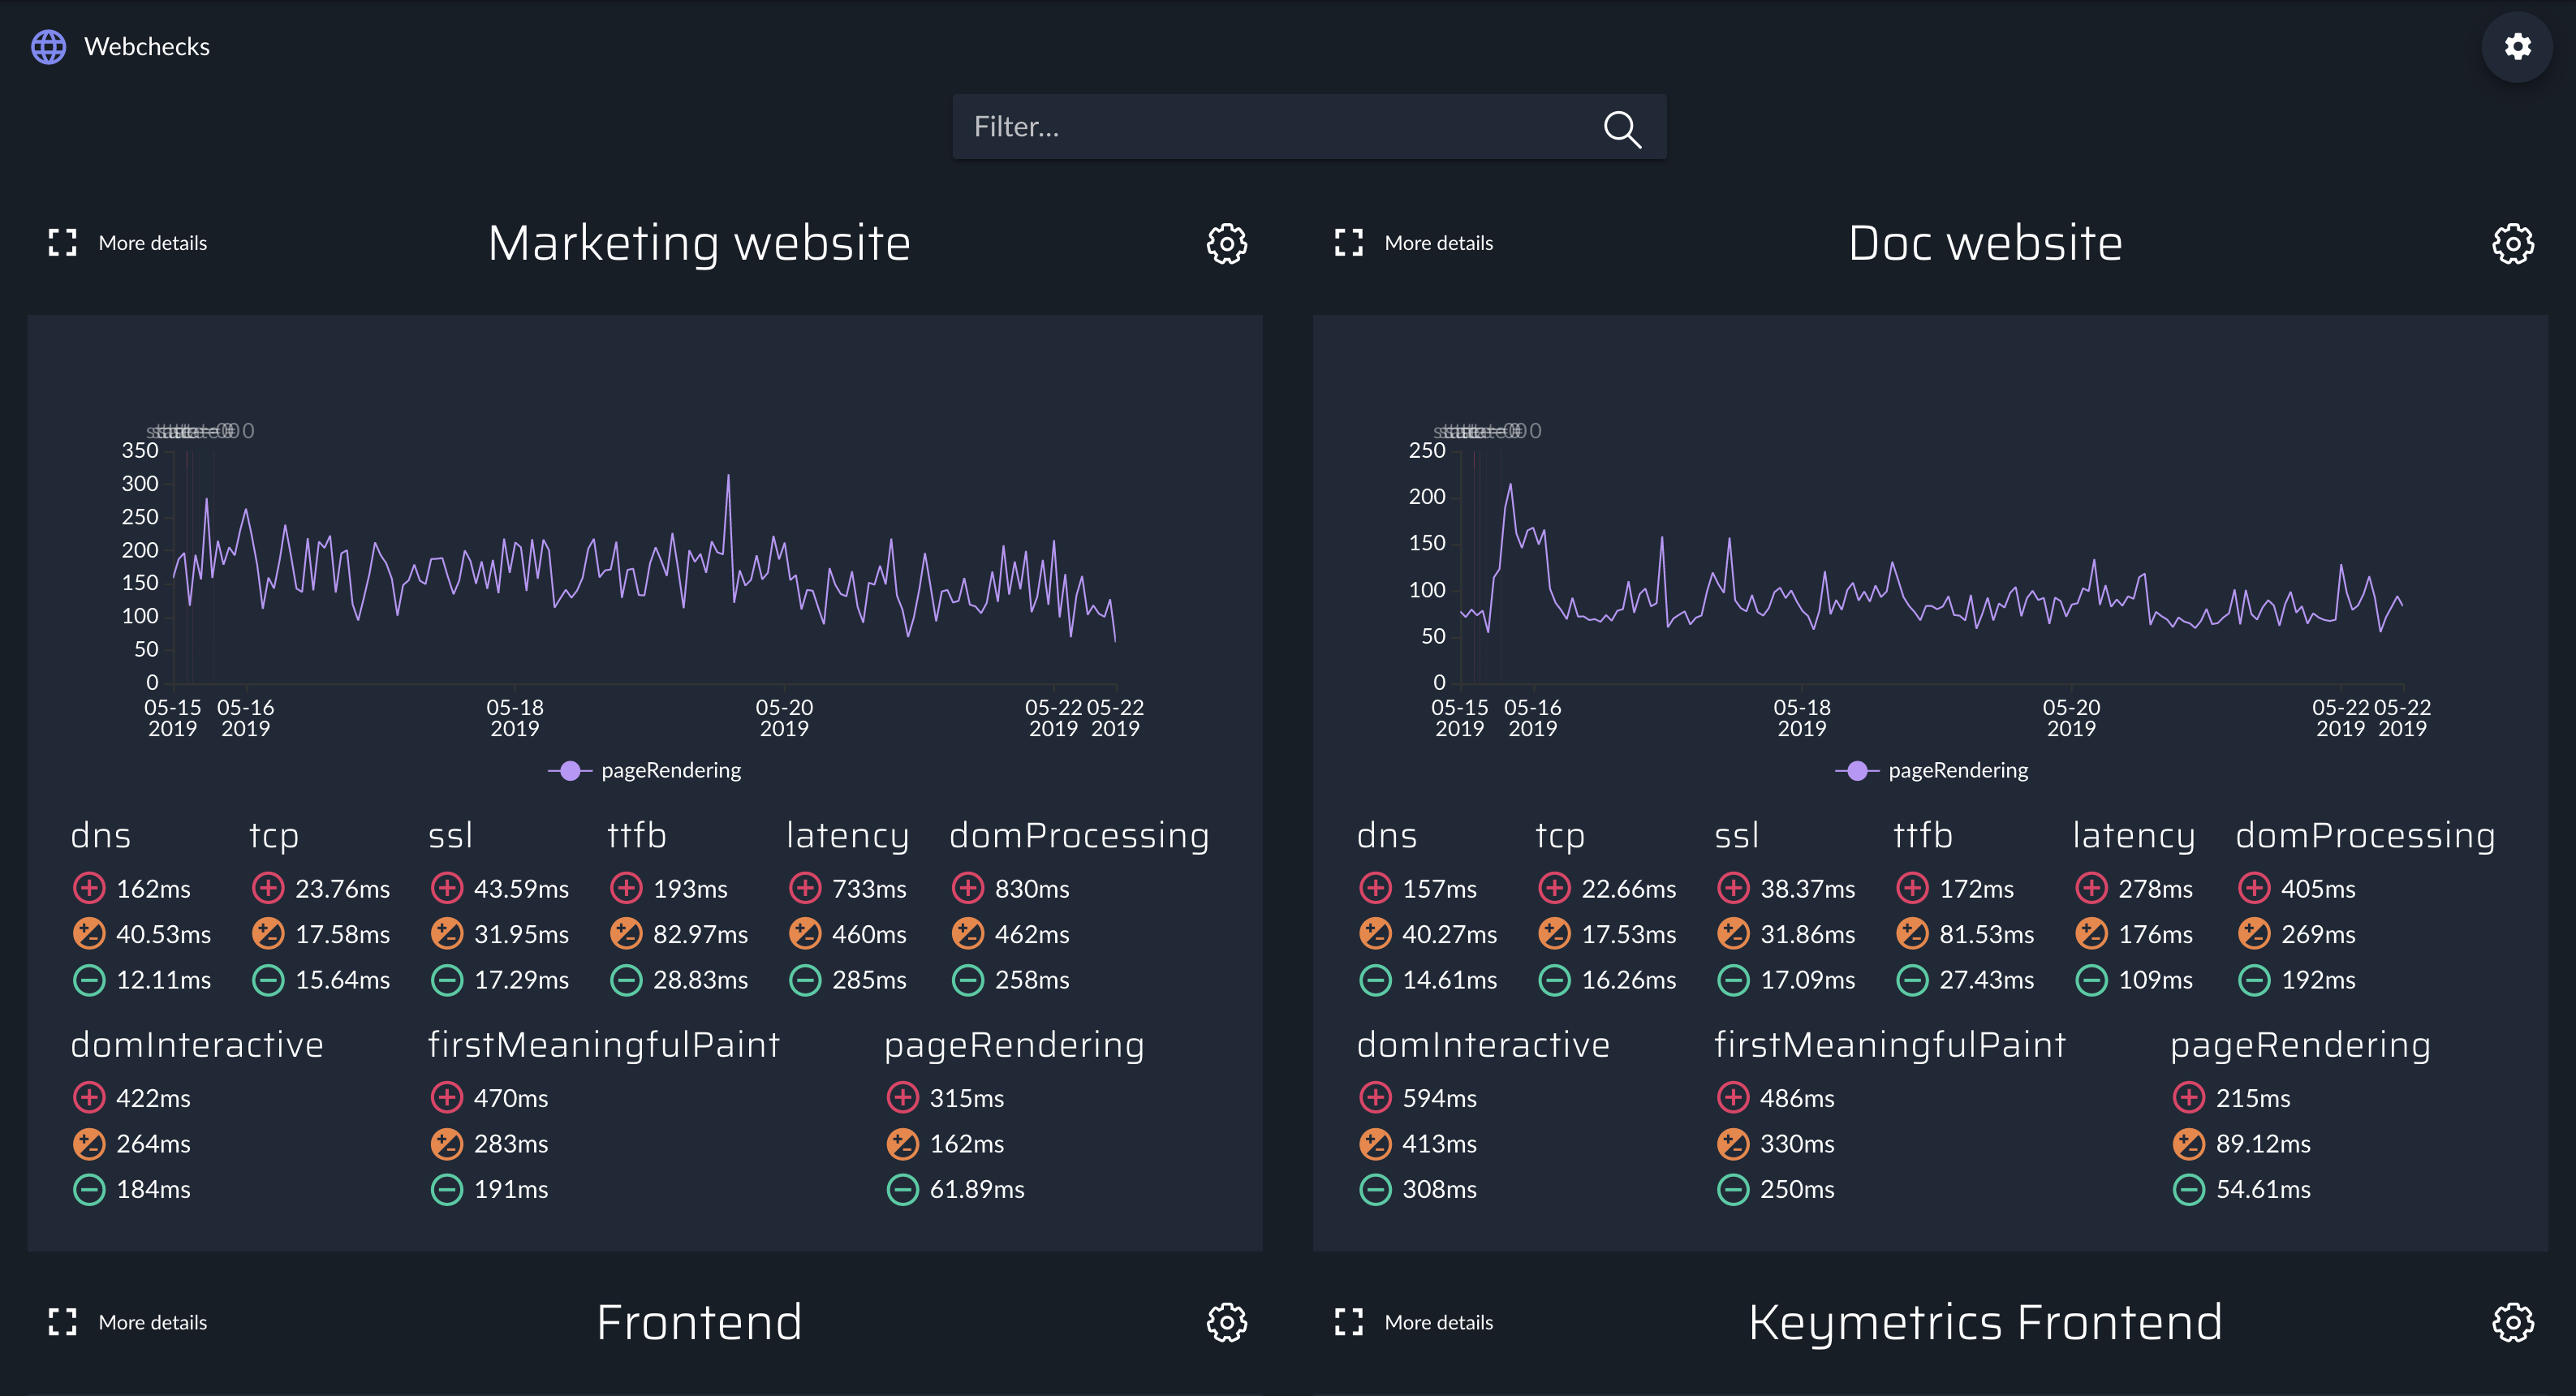 Webchecks
Filter...
More details
Marketing website
350
300
250
200
150
100
50
0
05-15 2019
05-16 2019
05-18 2019
05-20 2019
05-22 2019
05-22 2019
pageRendering
dns tcp ssl ttfb latency domProcessing
162ms 23.76ms 43.59ms 193ms 733ms 830ms
40.53ms 17.58ms 31.95ms 82.97ms 460ms 462ms
12.11ms 15.64ms 17.29ms 28.83ms 285ms 258ms
domInteractive firstMeaningfulPaint pageRendering
422ms 470ms 315ms
264ms 283ms 162ms
184ms 191ms 61.89ms
More details
Doc website
250
200
150
100
50
0
05-15 2019
05-16 2019
05-18 2019
05-20 2019
05-22 2019
05-22 2019
pageRendering
dns tcp ssl ttfb latency domProcessing
157ms 22.66ms 38.37ms 172ms 278ms 405ms
40.27ms 17.53ms 31.86ms 81.53ms 176ms 269ms
14.61ms 16.26ms 17.09ms 27.43ms 109ms 192ms
domInteractive firstMeaningfulPaint pageRendering
594ms 486ms 215ms
413ms 330ms 89.12ms
308ms 250ms 54.61ms
More details
Frontend
More details
Keymetrics Frontend